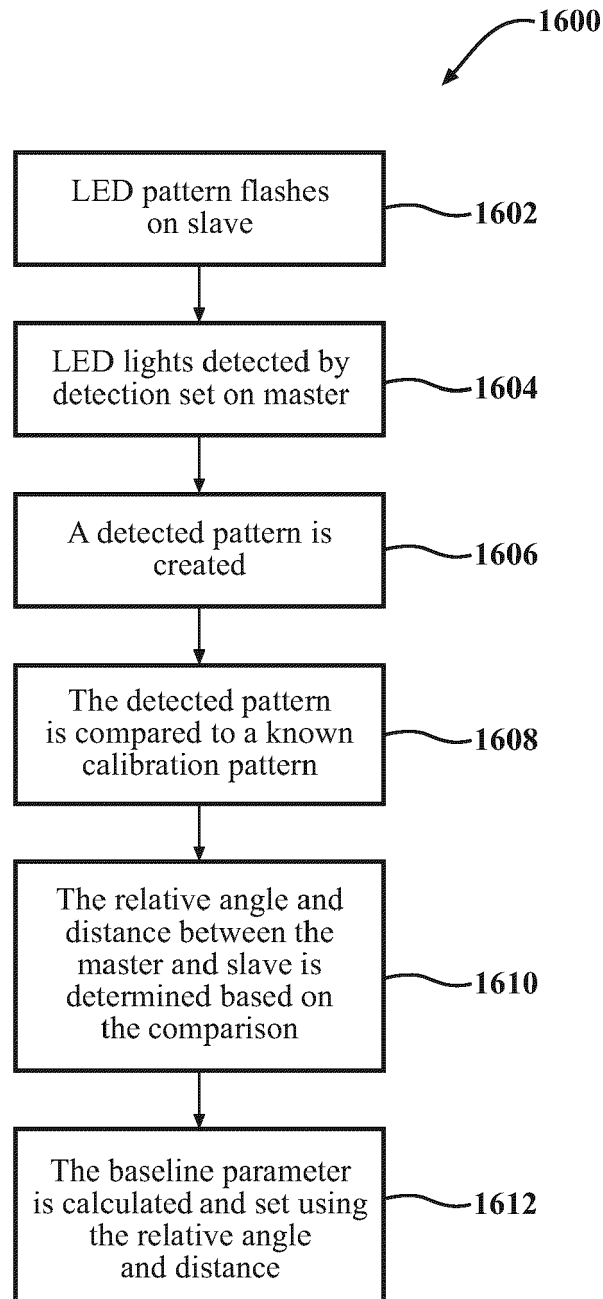 1600
LED pattern flashes
on slave
1602
LED lights detected by
detection set on master
1604
A detected pattern is
created
1606
The detected pattern
is compared to a known
calibration pattern
1608
The relative angle and
distance between the
master and slave is
determined based on
the comparison
1610
The baseline parameter
is calculated and set using
the relative angle
and distance
1612